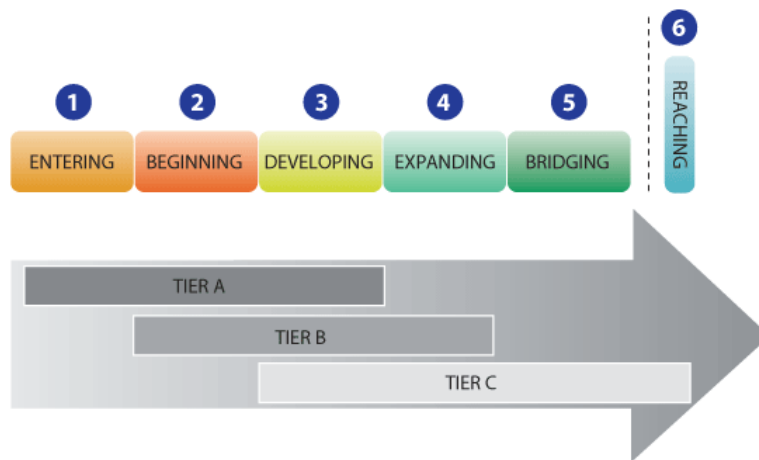 6
1 2 3 4 5
REACHING
ENTERING BEGINNING DEVELOPING EXPANDING BRIDGING
TIER A
TIER B
TIER C